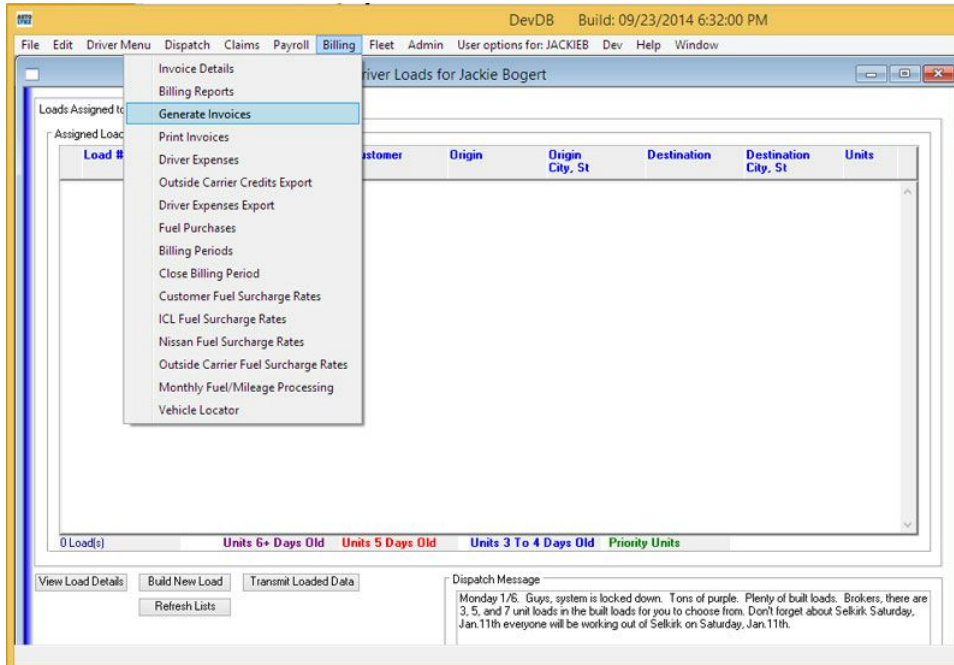 AUTO
LYNX
DevDB Build: 09/23/2014 6:32:00 PM
File Edit Driver Menu Dispatch Claims Payroll Billing Fleet Admin User options for: JACKIEB Dev Help Window
river Loads for Jackie Bogert
Invoice Details
Billing Reports
Generate Invoices
Print Invoices
Driver Expenses
Outside Carrier Credits Export
Driver Expenses Export
Fuel Purchases
Billing Periods
Close Billing Period
Customer Fuel Surcharge Rates
ICL Fuel Surcharge Rates
Nissan Fuel Surcharge Rates
Outside Carrier Fuel Surcharge Rates
Monthly Fuel/Mileage Processing
Vehicle Locator
Loads Assigned to
Assigned Load
Load # ustomer Origin Origin City, St Destination Destination City, St Units
0 Load(s) Units 6+ Days Old Units 5 Days Old Units 3 To 4 Days Old Priority Units
View Load Details Build New Load Transmit Loaded Data
Refresh Lists
Dispatch Message
Monday 1/6. Guys, system is locked down. Tons of purple. Plenty of built loads. Brokers, there are
3, 5, and 7 unit loads in the built loads for you to choose from. Don't forget about Selkirk Saturday,
Jan.11th everyone will be working out of Selkirk on Saturday, Jan.11th.